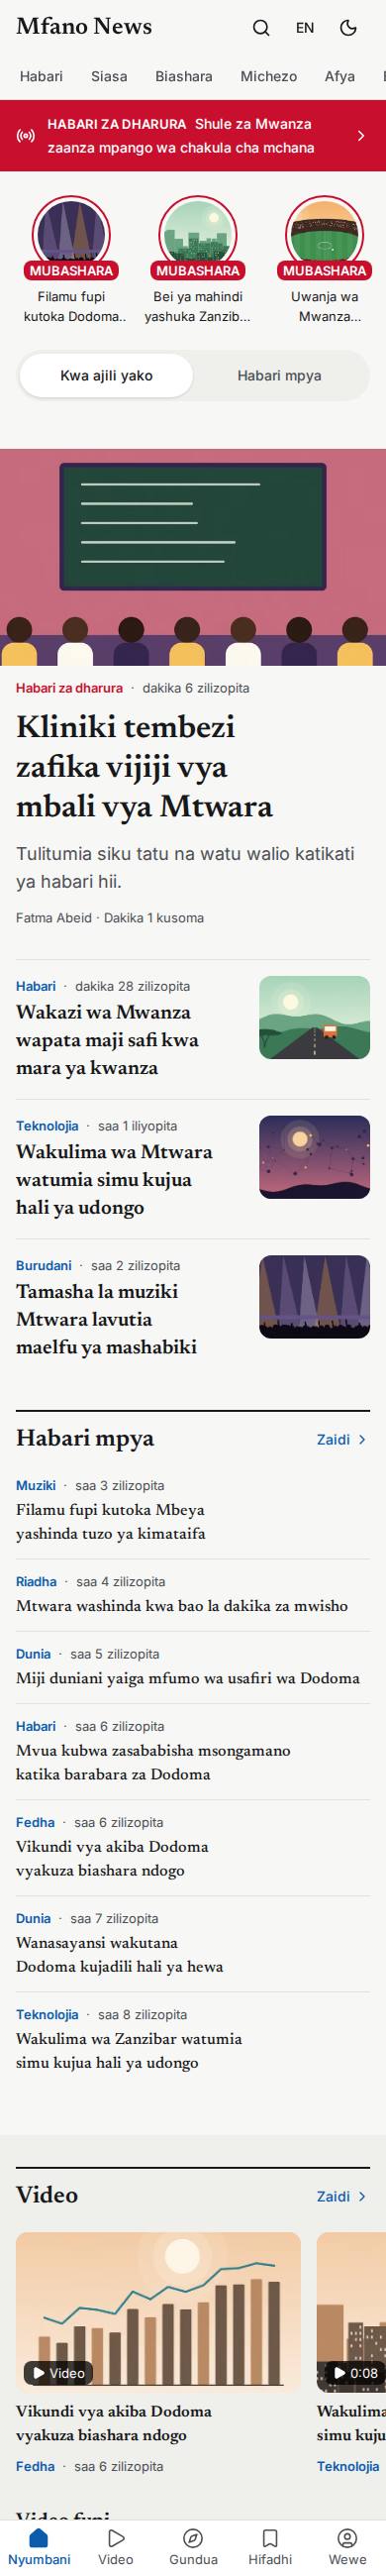 Mfano News
EN
Habari Siasa Biashara Michezo Afya
HABARI ZA DHARURA Shule za Mwanza
zaanza mpango wa chakula cha mchana
MUBASHARA MUBASHARA MUBASHARA
Filamu fupi
kutoka Dodoma..
Bei ya mahindi
yashuka Zanzib...
Uwanja wa
Mwanza...
Kwa ajili yako
Habari mpya
Habari za dharura · dakika 6 zilizopita
Kliniki tembezi
zafika vijiji vya
mbali vya Mtwara
Tulitumia siku tatu na watu walio katikati
ya habari hii.
Fatma Abeid · Dakika 1 kusoma
Habari · dakika 28 zilizopita
Wakazi wa Mwanza
wapata maji safi kwa
mara ya kwanza
Teknolojia · saa 1 iliyopita
Wakulima wa Mtwara
watumia simu kujua
hali ya udongo
Burudani · saa 2 zilizopita
Tamasha la muziki
Mtwara lavutia
maelfu ya mashabiki
Habari mpya
Zaidi
Muziki · saa 3 zilizopita
Filamu fupi kutoka Mbeya
yashinda tuzo ya kimataifa
Riadha · saa 4 zilizopita
Mtwara washinda kwa bao la dakika za mwisho
Dunia · saa 5 zilizopita
Miji duniani yaiga mfumo wa usafiri wa Dodoma
Habari · saa 6 zilizopita
Mvua kubwa zasababisha msongamano
katika barabara za Dodoma
Fedha · saa 6 zilizopita
Vikundi vya akiba Dodoma
vyakuza biashara ndogo
Dunia · saa 7 zilizopita
Wanasayansi wakutana
Dodoma kujadili hali ya hewa
Teknolojia · saa 8 zilizopita
Wakulima wa Zanzibar watumia
simu kujua hali ya udongo
Video
Zaidi
Video
0:08
Vikundi vya akiba Dodoma
vyakuza biashara ndogo
Fedha · saa 6 zilizopita
Wakulima
simu kuju
Teknolojia
Video fupi
Nyumbani Video Gundua Hifadhi Wewe